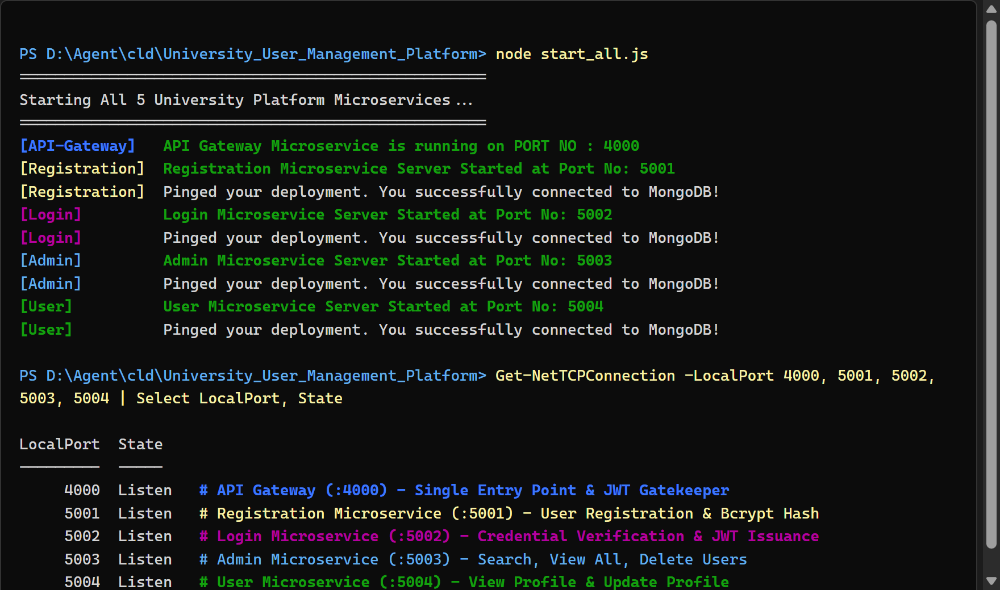 PS D:\Agent\cld\University_User_Management_Platform> node start_all.js
====================================================
Starting All 5 University Platform Microservices...
====================================================
[API-Gateway]   API Gateway Microservice is running on PORT NO : 4000
[Registration]  Registration Microservice Server Started at Port No: 5001
[Registration]  Pinged your deployment. You successfully connected to MongoDB!
[Login]         Login Microservice Server Started at Port No: 5002
[Login]         Pinged your deployment. You successfully connected to MongoDB!
[Admin]         Admin Microservice Server Started at Port No: 5003
[Admin]         Pinged your deployment. You successfully connected to MongoDB!
[User]          User Microservice Server Started at Port No: 5004
[User]          Pinged your deployment. You successfully connected to MongoDB!
PS D:\Agent\cld\University_User_Management_Platform> Get-NetTCPConnection -LocalPort 4000, 5001, 5002,
5003, 5004 | Select LocalPort, State
LocalPort  State
---------  -----
     4000  Listen   # API Gateway (:4000) - Single Entry Point & JWT Gatekeeper
     5001  Listen   # Registration Microservice (:5001) - User Registration & Bcrypt Hash
     5002  Listen   # Login Microservice (:5002) - Credential Verification & JWT Issuance
     5003  Listen   # Admin Microservice (:5003) - Search, View All, Delete Users
     5004  Listen   # User Microservice (:5004) - View Profile & Update Profile